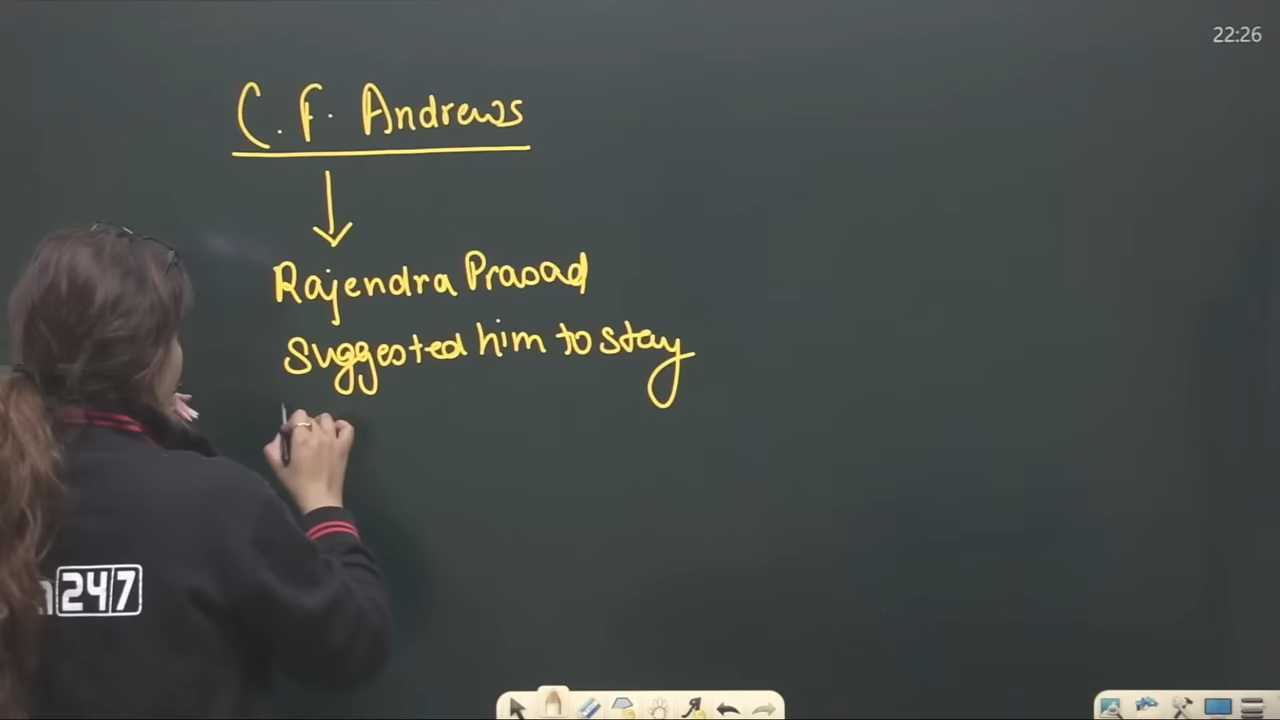 22:26
C. F. Andrews
Rajendra Prasad
Suggested him to stay
247